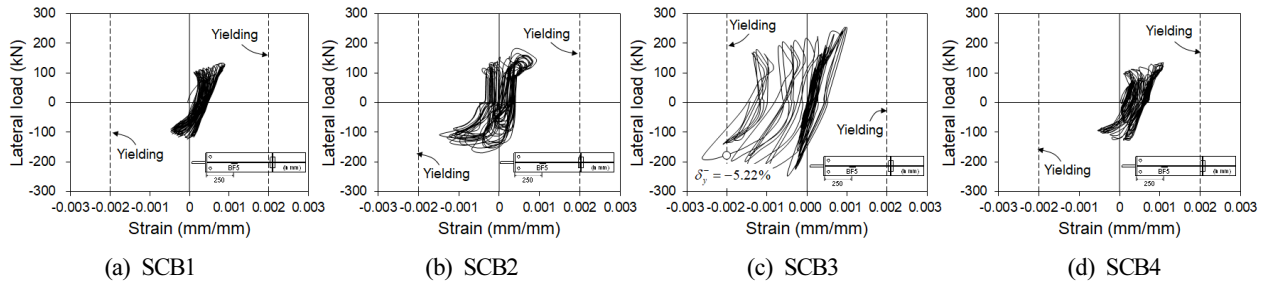 Lateral load (kN)
300
200
100
0
-100
-200
-300
-0.003
-0.002
-0.001
0
0.001
0.002
0.003
Strain (mm/mm)
Yielding
Yielding
BF5
(in mm)
250
(a) SCB1
Lateral load (kN)
300
200
100
0
-100
-200
-300
-0.003
-0.002
-0.001
0
0.001
0.002
0.003
Strain (mm/mm)
Yielding
Yielding
BF5
(in mm)
250
(b) SCB2
Lateral load (kN)
300
200
100
0
-100
-200
-300
-0.003
-0.002
-0.001
0
0.001
0.002
0.003
Strain (mm/mm)
Yielding
Yielding
δy⁻ = −5.22%
BF5
(in mm)
250
(c) SCB3
Lateral load (kN)
300
200
100
0
-100
-200
-300
-0.003
-0.002
-0.001
0
0.001
0.002
0.003
Strain (mm/mm)
Yielding
Yielding
BF5
(in mm)
250
(d) SCB4